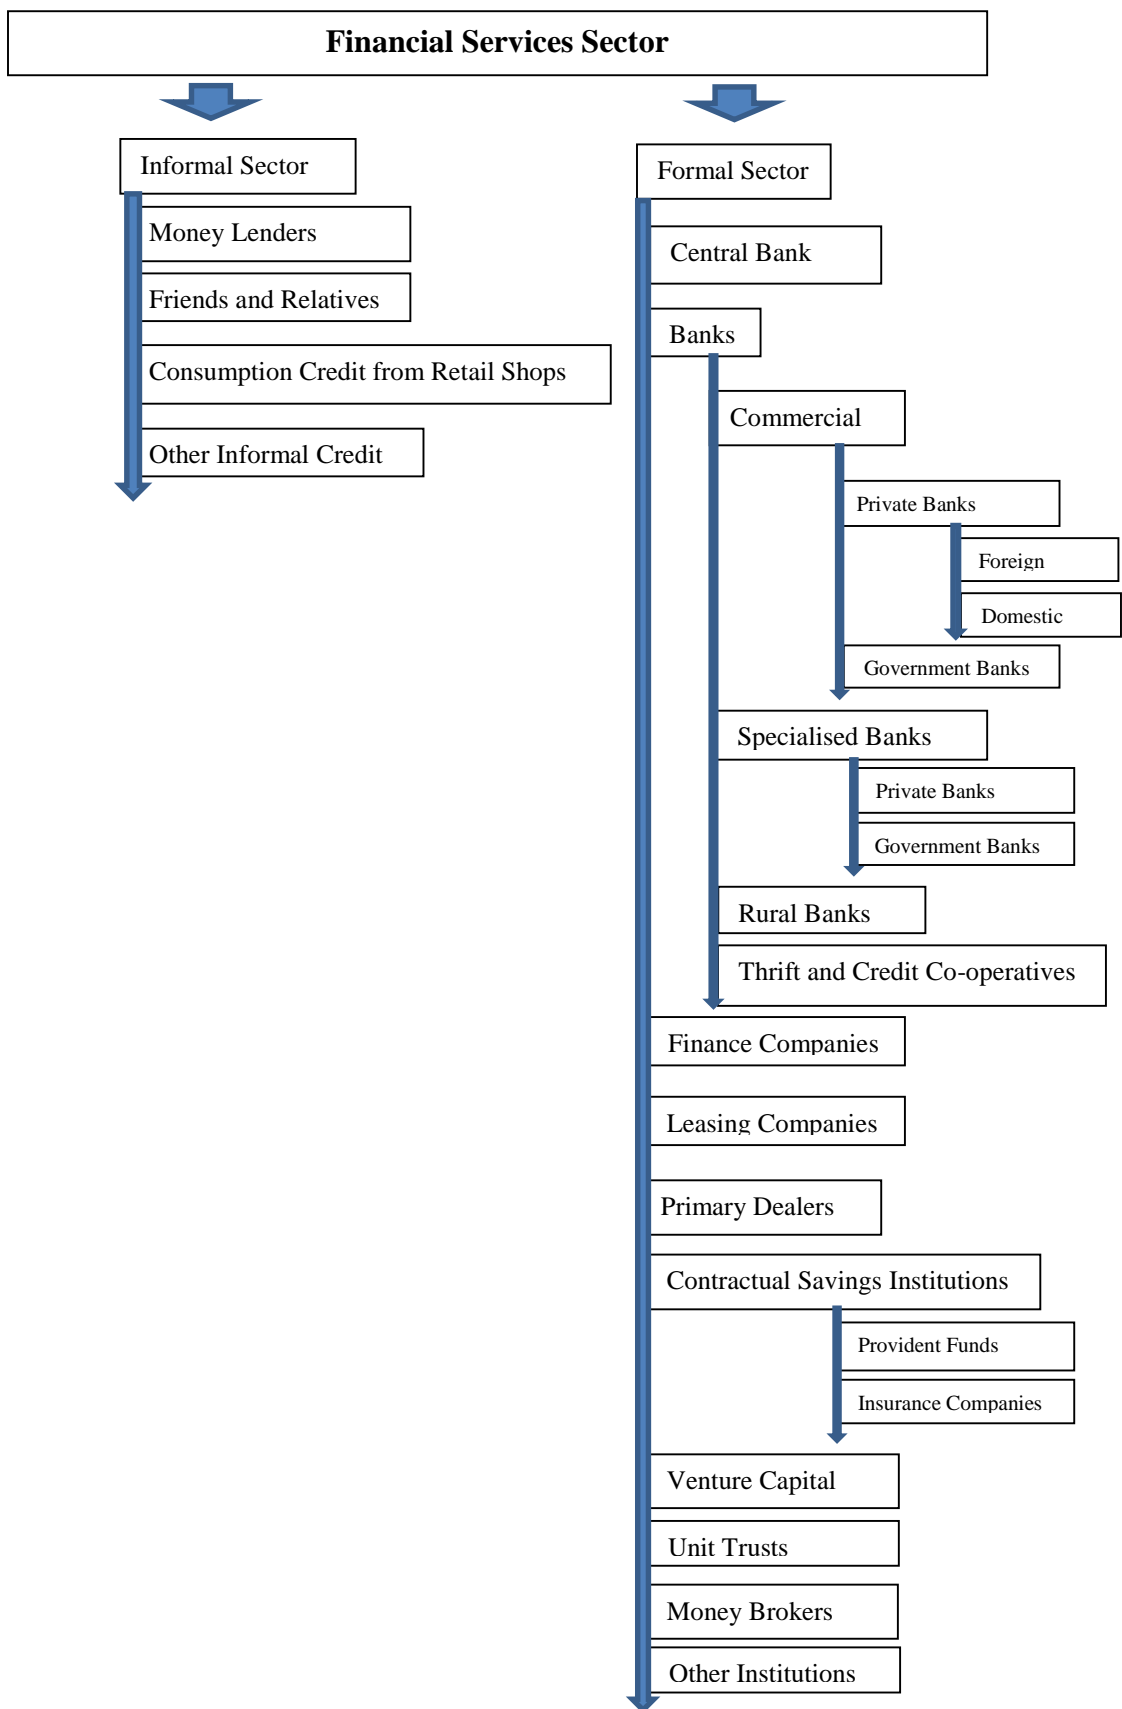 Financial Services Sector
Informal Sector
Money Lenders
Friends and Relatives
Consumption Credit from Retail Shops
Other Informal Credit
Formal Sector
Central Bank
Banks
Commercial
Private Banks
Foreign
Domestic
Government Banks
Specialised Banks
Private Banks
Government Banks
Rural Banks
Thrift and Credit Co-operatives
Finance Companies
Leasing Companies
Primary Dealers
Contractual Savings Institutions
Provident Funds
Insurance Companies
Venture Capital
Unit Trusts
Money Brokers
Other Institutions